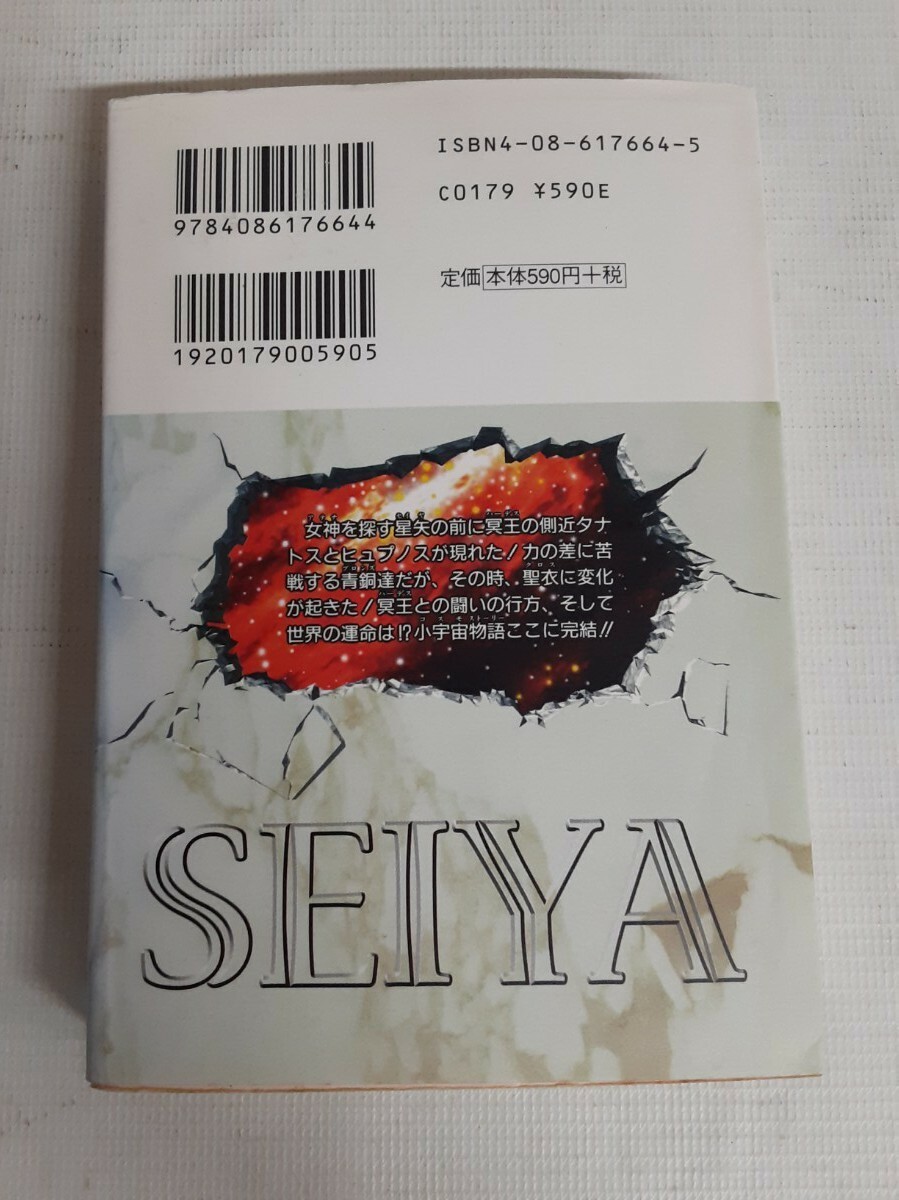 ISBN4-08-617664-5
9784086176644
C0179 ¥590E
定価本体590円+税
1920179005905
女神を探す星矢の前に冥王の側近タナ
トスとヒュプノスが現れた!力の差に苦
戦する青銅達だが、その時、聖衣に変化
が起きた!冥王との闘いの行方、そして
世界の運命は!?小宇宙物語ここに完結!!
SEIYA